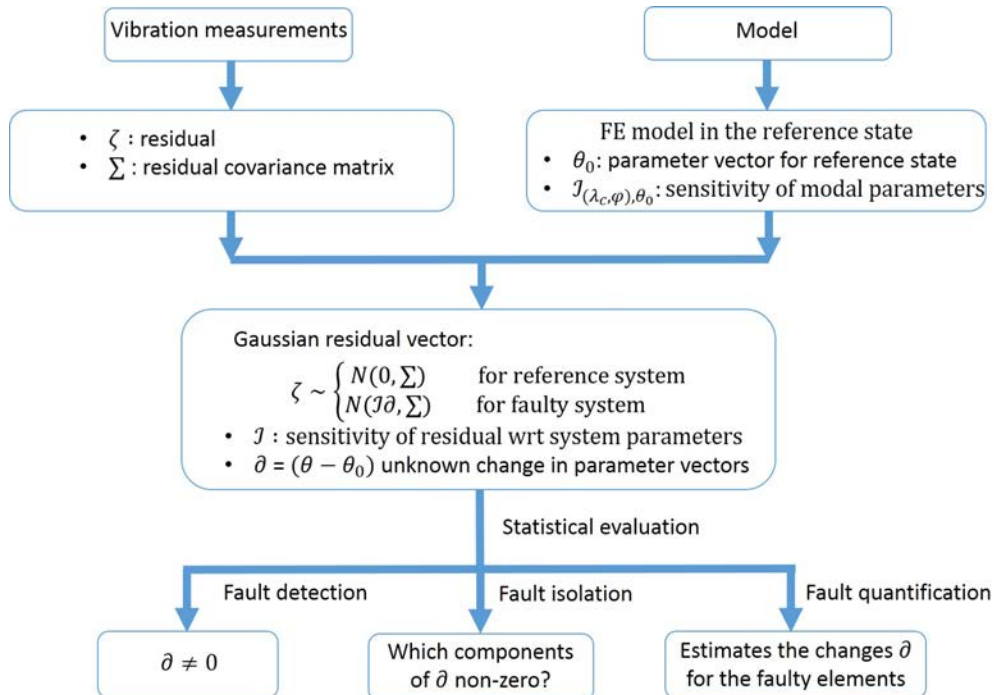 Vibration measurements
Model
• ζ : residual
• ∑ : residual covariance matrix
FE model in the reference state
• θ₀: parameter vector for reference state
• 𝒥_{(λ_c,φ),θ₀}: sensitivity of modal parameters
Gaussian residual vector:
ζ ~ { N(0, ∑) for reference system
N(𝒥∂, ∑) for faulty system
• 𝒥 : sensitivity of residual wrt system parameters
• ∂ = (θ − θ₀) unknown change in parameter vectors
Statistical evaluation
Fault detection
Fault isolation
Fault quantification
∂ ≠ 0
Which components
of ∂ non-zero?
Estimates the changes ∂
for the faulty elements